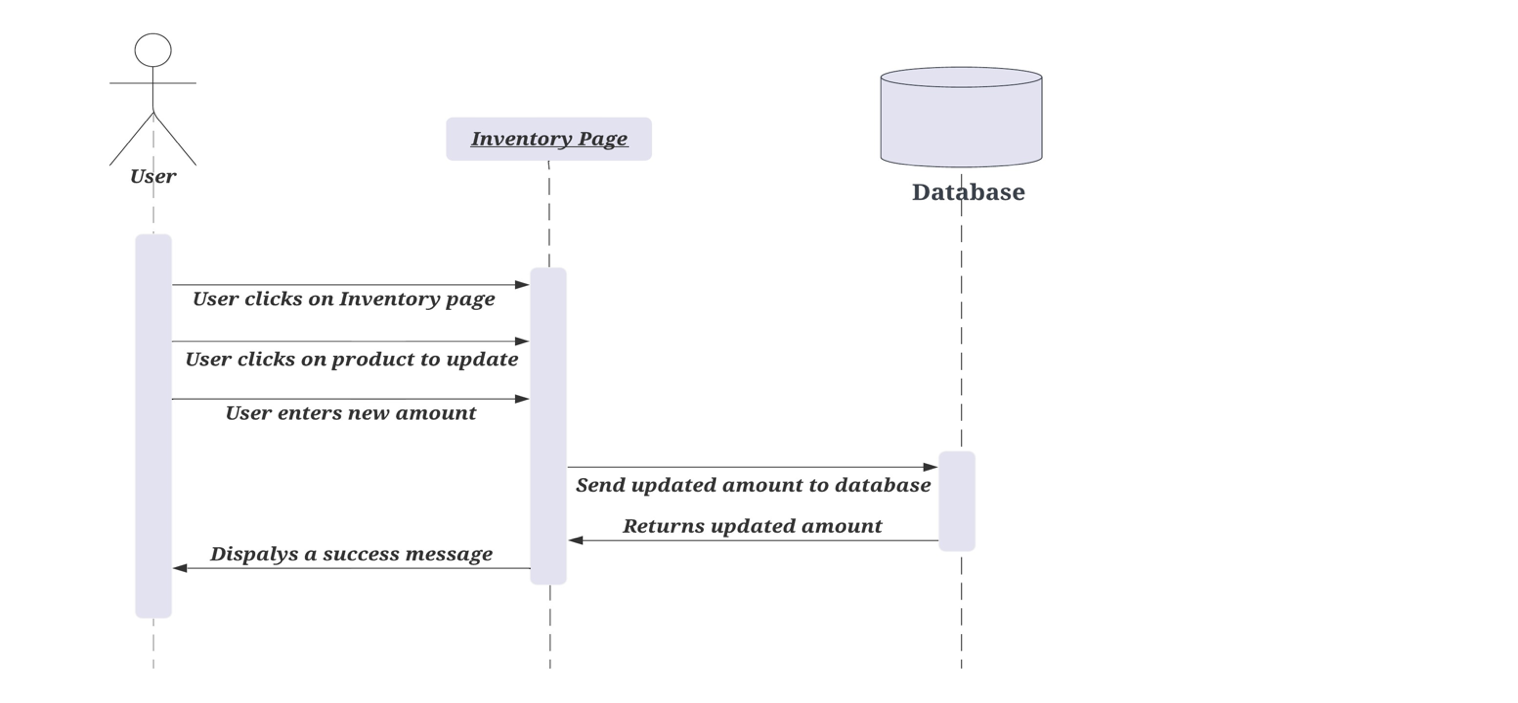 User
Inventory Page
Database
User clicks on Inventory page
User clicks on product to update
User enters new amount
Send updated amount to database
Returns updated amount
Dispalys a success message